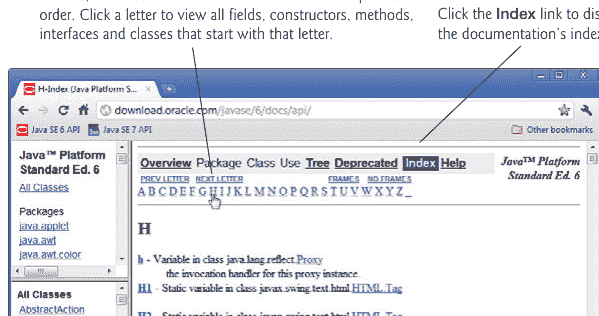 order. Click a letter to view all fields, constructors, methods,
interfaces and classes that start with that letter.
Click the Index link to
the documentation's
H-Index (Java Platform S...
download.oracle.com/javase/6/docs/api/
Java SE 6 API Java SE 7 API Other bookmarks
Java™ Platform
Standard Ed. 6
All Classes
Packages
java.applet
java.awt
java.awt.color
All Classes
AbstractAction
Overview Package Class Use Tree Deprecated Index Help
Java™ Platform
Standard Ed. 6
PREV LETTER NEXT LETTER FRAMES NO FRAMES
A B C D E F G H I J K L M N O P Q R S T U V W X Y Z _
H
h - Variable in class java.lang.reflect.Proxy
the invocation handler for this proxy instance.
H1 - Static variable in class javax.swing.text.html.HTML.Tag